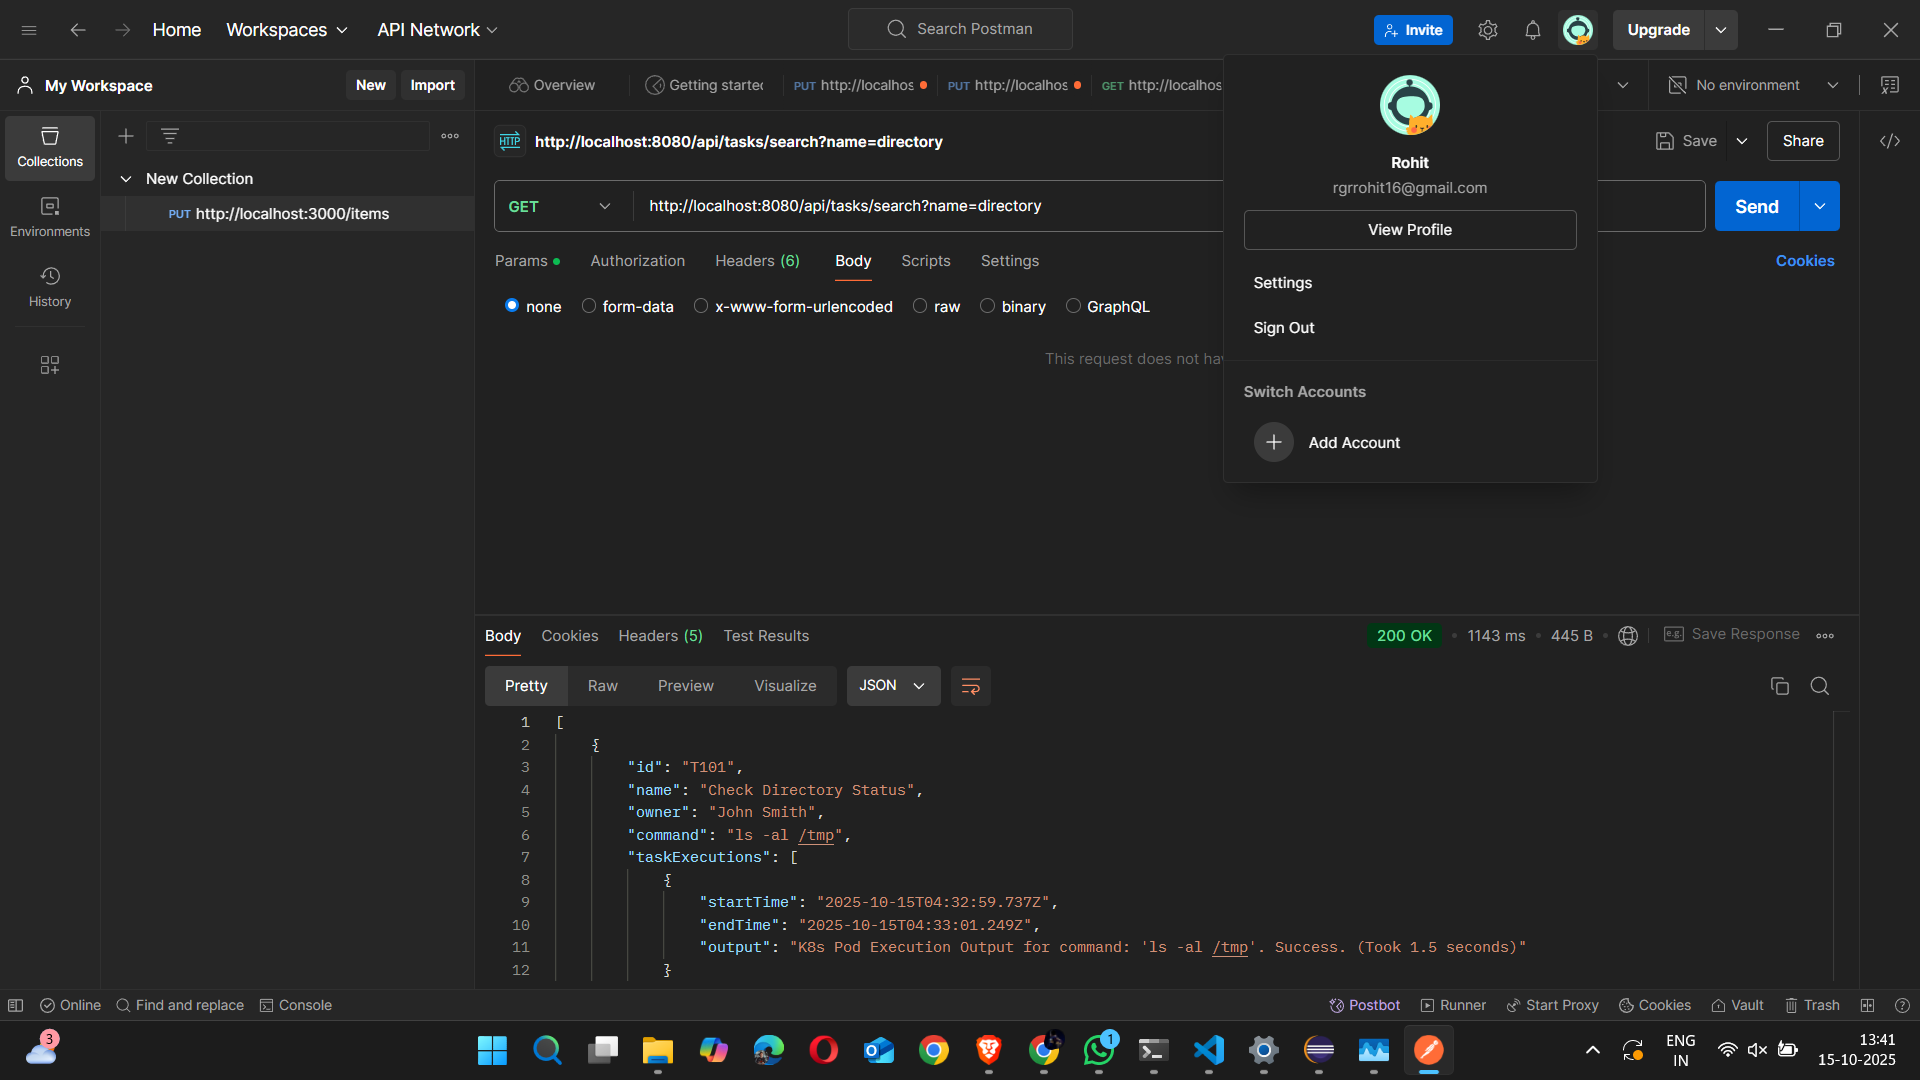 Home Workspaces API Network Search Postman Invite Upgrade
My Workspace New Import Overview Getting started PUT http://localhos PUT http://localhos GET http://localhos No environment
Collections
Environments
History
New Collection
PUT http://localhost:3000/items
HTTP http://localhost:8080/api/tasks/search?name=directory Save Share
GET http://localhost:8080/api/tasks/search?name=directory Send
Params Authorization Headers (6) Body Scripts Settings Cookies
none form-data x-www-form-urlencoded raw binary GraphQL
This request does not hav
Rohit
rgrrohit16@gmail.com
View Profile
Settings
Sign Out
Switch Accounts
Add Account
Body Cookies Headers (5) Test Results 200 OK 1143 ms 445 B e.g. Save Response
Pretty Raw Preview Visualize JSON
1 [
2 {
3 "id": "T101",
4 "name": "Check Directory Status",
5 "owner": "John Smith",
6 "command": "ls -al /tmp",
7 "taskExecutions": [
8 {
9 "startTime": "2025-10-15T04:32:59.737Z",
10 "endTime": "2025-10-15T04:33:01.249Z",
11 "output": "K8s Pod Execution Output for command: 'ls -al /tmp'. Success. (Took 1.5 seconds)"
12 }
Online Find and replace Console Postbot Runner Start Proxy Cookies Vault Trash
3 1 ENG 13:41
IN 15-10-2025